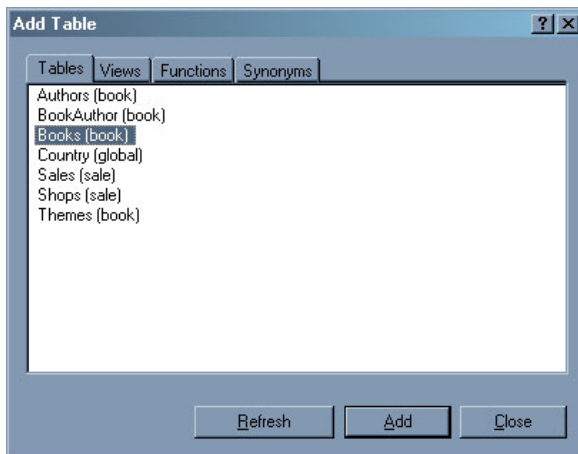 Add Table
Tables Views Functions Synonyms
Authors (book)
BookAuthor (book)
Books (book)
Country (global)
Sales (sale)
Shops (sale)
Themes (book)
Refresh Add Close